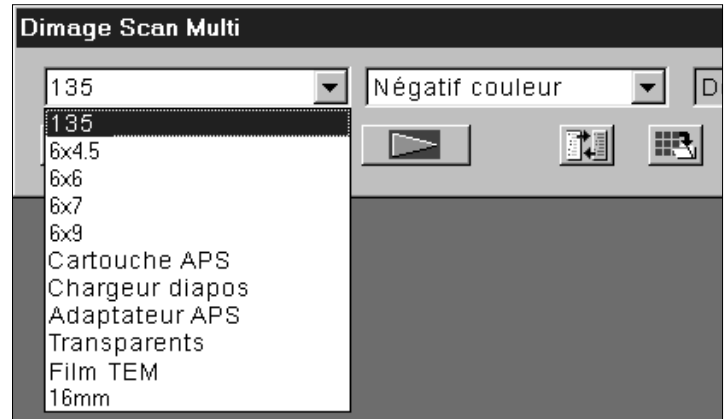 Dimage Scan Multi
135 Négatif couleur D
135
6x4.5
6x6
6x7
6x9
Cartouche APS
Chargeur diapos
Adaptateur APS
Transparents
Film TEM
16mm